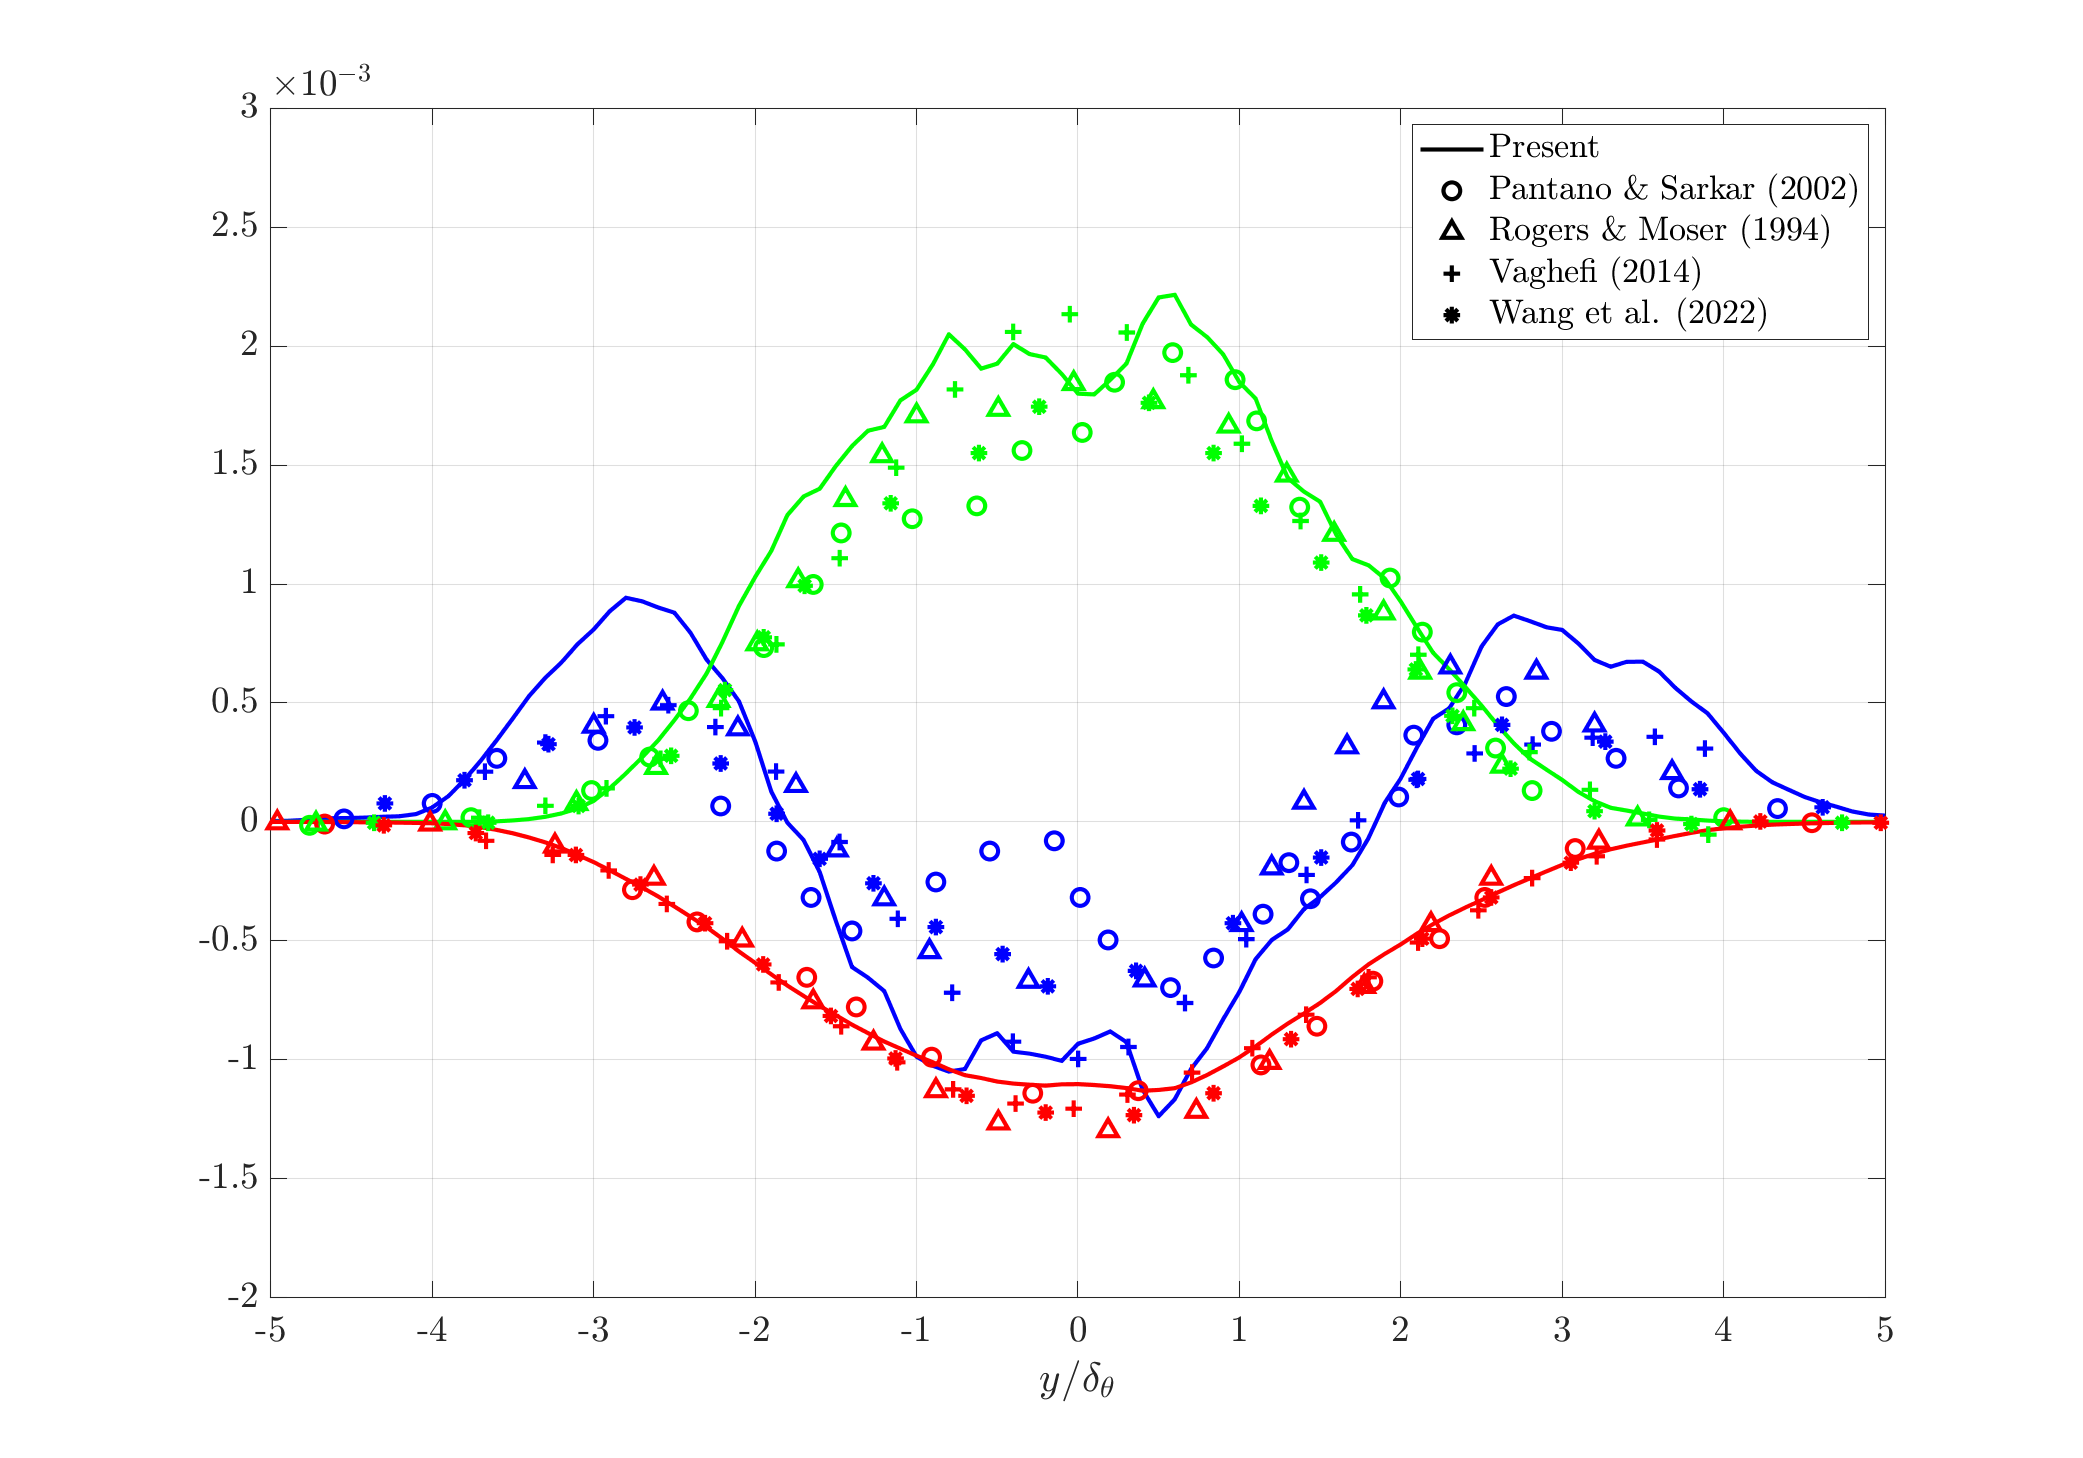 ×10⁻³
3
2.5
2
1.5
1
0.5
0
-0.5
-1
-1.5
-2
-5 -4 -3 -2 -1 0 1 2 3 4 5
y/δ_θ
Present
Pantano & Sarkar (2002)
Rogers & Moser (1994)
Vaghefi (2014)
Wang et al. (2022)